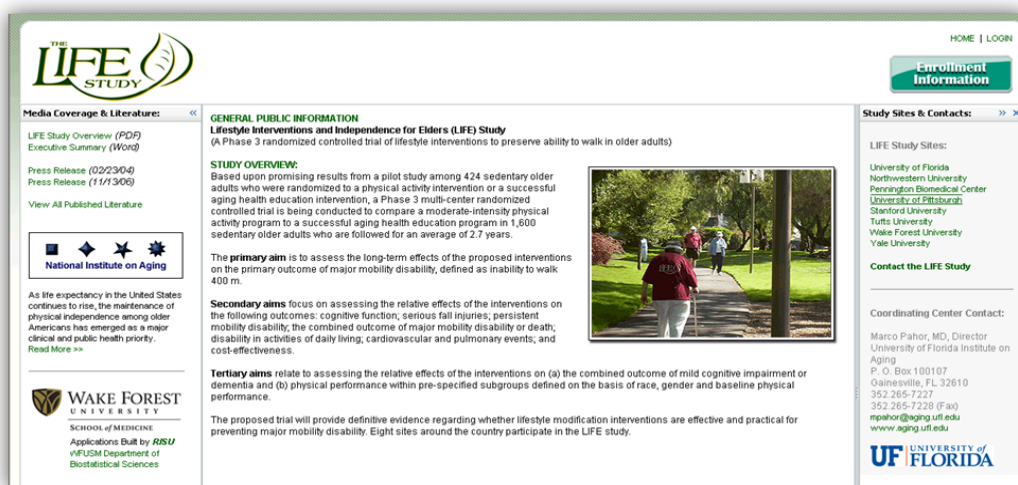 THE
LIFE
STUDY
HOME | LOGIN
Enrollment
Information
Media Coverage & Literature: «
LIFE Study Overview (PDF)
Executive Summary (Word)
Press Release (02/23/04)
Press Release (11/13/06)
View All Published Literature
National Institute on Aging
As life expectancy in the United States
continues to rise, the maintenance of
physical independence among older
Americans has emerged as a major
clinical and public health priority.
Read More >>
WAKE FOREST
UNIVERSITY
SCHOOL of MEDICINE
Applications Built by RISU
WFUSM Department of
Biostatistical Sciences
GENERAL PUBLIC INFORMATION
Lifestyle Interventions and Independence for Elders (LIFE) Study
(A Phase 3 randomized controlled trial of lifestyle interventions to preserve ability to walk in older adults)
STUDY OVERVIEW:
Based upon promising results from a pilot study among 424 sedentary older
adults who were randomized to a physical activity intervention or a successful
aging health education intervention, a Phase 3 multi-center randomized
controlled trial is being conducted to compare a moderate-intensity physical
activity program to a successful aging health education program in 1,600
sedentary older adults who are followed for an average of 2.7 years.
The primary aim is to assess the long-term effects of the proposed interventions
on the primary outcome of major mobility disability, defined as inability to walk
400 m.
Secondary aims focus on assessing the relative effects of the interventions on
the following outcomes: cognitive function; serious fall injuries; persistent
mobility disability; the combined outcome of major mobility disability or death;
disability in activities of daily living; cardiovascular and pulmonary events; and
cost-effectiveness.
Tertiary aims relate to assessing the relative effects of the interventions on (a) the combined outcome of mild cognitive impairment or
dementia and (b) physical performance within pre-specified subgroups defined on the basis of race, gender and baseline physical
performance.
The proposed trial will provide definitive evidence regarding whether lifestyle modification interventions are effective and practical for
preventing major mobility disability. Eight sites around the country participate in the LIFE study.
Study Sites & Contacts: »
LIFE Study Sites:
University of Florida
Northwestern University
Pennington Biomedical Center
University of Pittsburgh
Stanford University
Tufts University
Wake Forest University
Yale University
Contact the LIFE Study
Coordinating Center Contact:
Marco Pahor, MD, Director
University of Florida Institute on
Aging
P. O. Box 100107
Gainesville, FL 32610
352.265-7227
352.265-7228 (Fax)
mpahor@aging.ufl.edu
www.aging.ufl.edu
UF UNIVERSITY of
FLORIDA